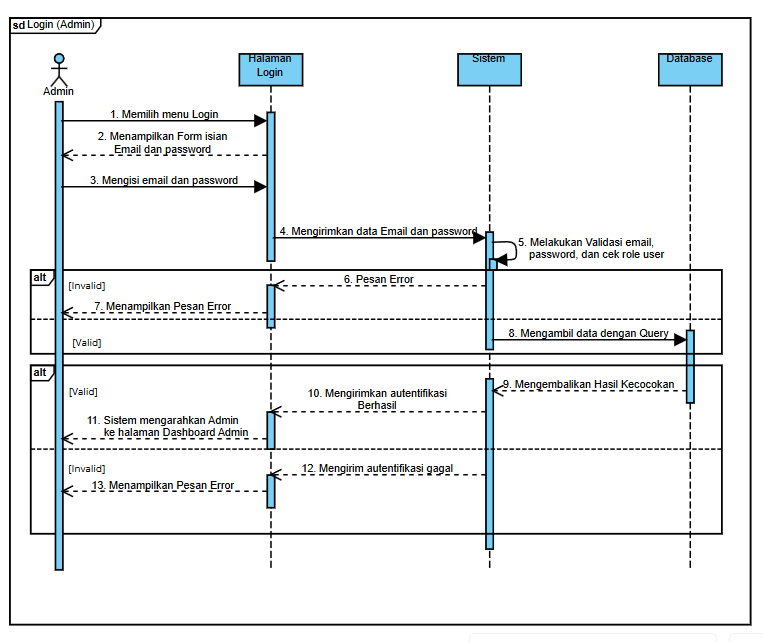 sd Login (Admin)
Halaman
Login
Sistem
Database
Admin
1. Memilih menu Login
2. Menampilkan Form isian
Email dan password
3. Mengisi email dan password
4. Mengirimkan data Email dan password
5. Melakukan Validasi email,
password, dan cek role user
alt
[Invalid]
6. Pesan Error
7. Menampilkan Pesan Error
8. Mengambil data dengan Query
[Valid]
alt
[Valid]
9. Mengembalikan Hasil Kecocokan
10. Mengirimkan autentifikasi
Berhasil
11. Sistem mengarahkan Admin
ke halaman Dashboard Admin
[Invalid]
12. Mengirim autentifikasi gagal
13. Menampilkan Pesan Error